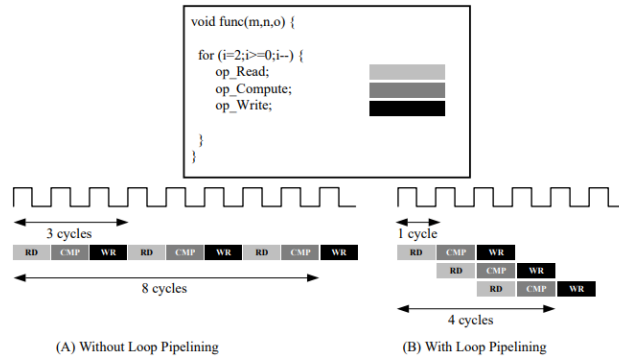 void func(m,n,o) {
for (i=2;i>=0;i--) {
op_Read;
op_Compute;
op_Write;
}
}
3 cycles
RD CMP WR RD CMP WR RD CMP WR
8 cycles
(A) Without Loop Pipelining
1 cycle
RD CMP WR
RD CMP WR
RD CMP WR
4 cycles
(B) With Loop Pipelining